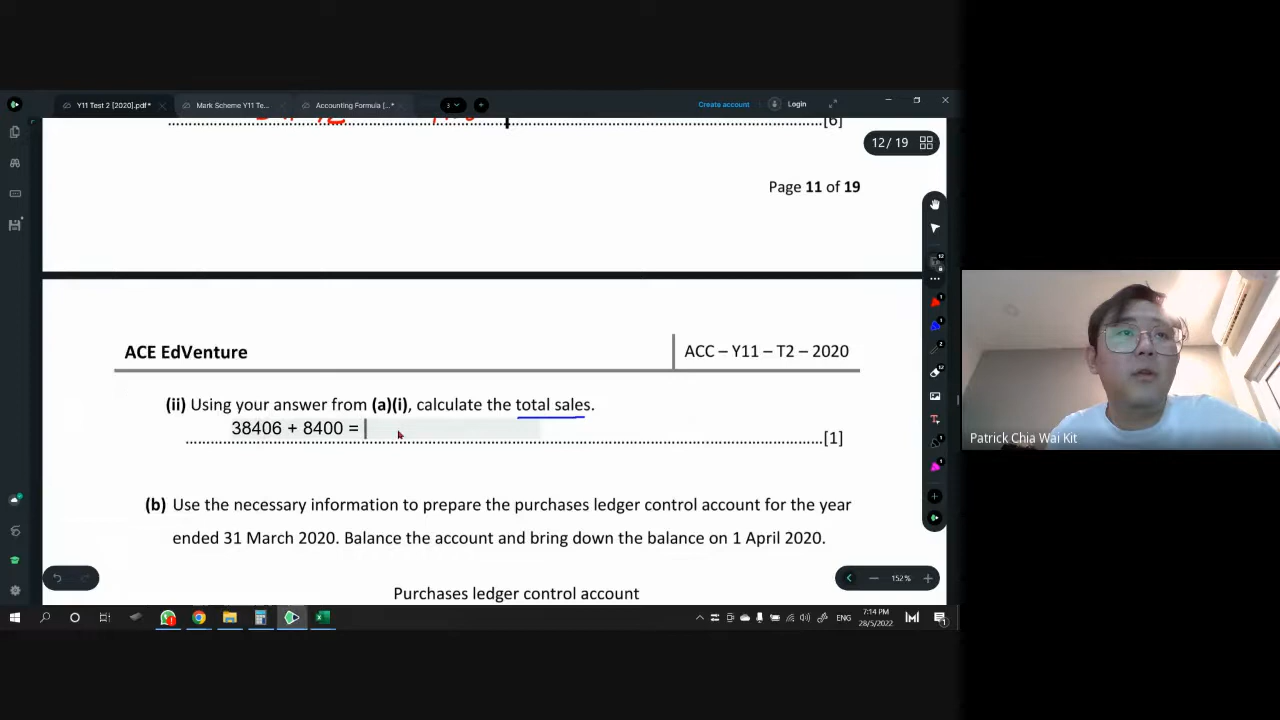 Y11 Test 2 [2020].pdf*
Mark Scheme Y11 Te...
Accounting Formula [...*
3
Create account
Login
[6]
12 / 19
Page 11 of 19
ACE EdVenture
ACC – Y11 – T2 – 2020
(ii) Using your answer from (a)(i), calculate the total sales.
38406 + 8400 =
[1]
(b) Use the necessary information to prepare the purchases ledger control account for the year
ended 31 March 2020. Balance the account and bring down the balance on 1 April 2020.
Purchases ledger control account
152%
Patrick Chia Wai Kit
ENG
7:14 PM
28/5/2022